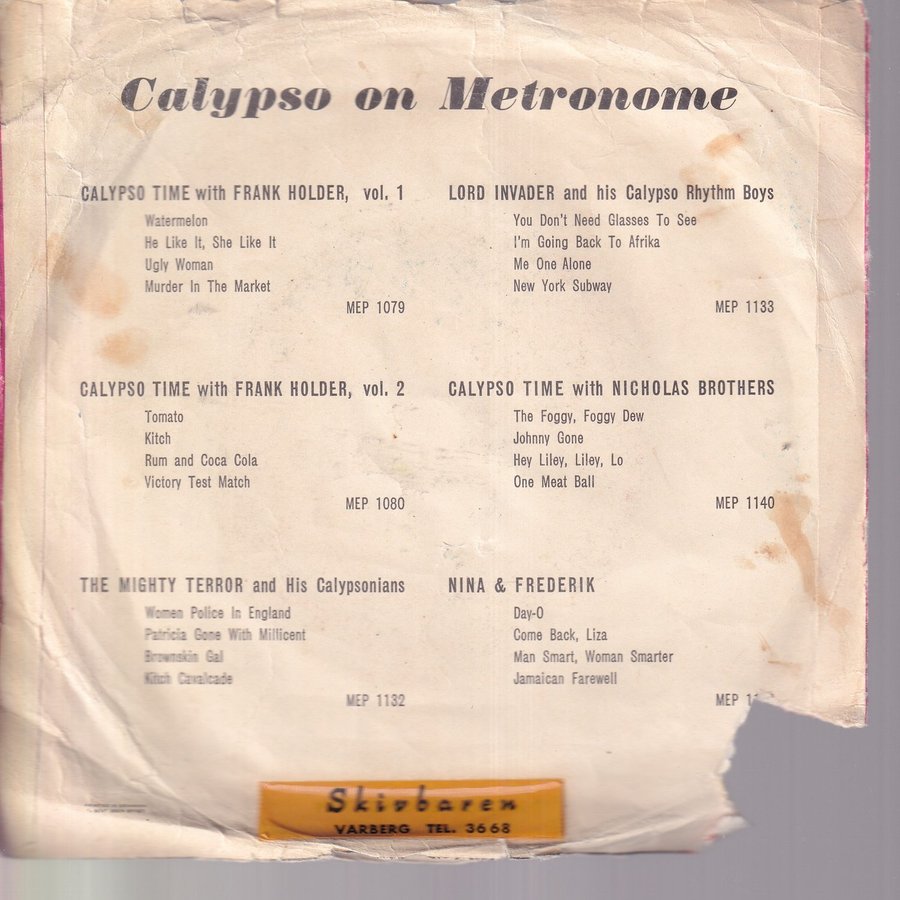 Calypso on Metronome
CALYPSO TIME with FRANK HOLDER, vol. 1
Watermelon
He Like It, She Like It
Ugly Woman
Murder In The Market
MEP 1079
CALYPSO TIME with FRANK HOLDER, vol. 2
Tomato
Kitch
Rum and Coca Cola
Victory Test Match
MEP 1080
THE MIGHTY TERROR and His Calypsonians
Women Police In England
Patricia Gone With Millicent
Brownskin Gal
Kitch Cavalcade
MEP 1132
LORD INVADER and his Calypso Rhythm Boys
You Don't Need Glasses To See
I'm Going Back To Afrika
Me One Alone
New York Subway
MEP 1133
CALYPSO TIME with NICHOLAS BROTHERS
The Foggy, Foggy Dew
Johnny Gone
Hey Liley, Liley, Lo
One Meat Ball
MEP 1140
NINA & FREDERIK
Day-O
Come Back, Liza
Man Smart, Woman Smarter
Jamaican Farewell
MEP
Skivbaren
VARBERG TEL. 3668